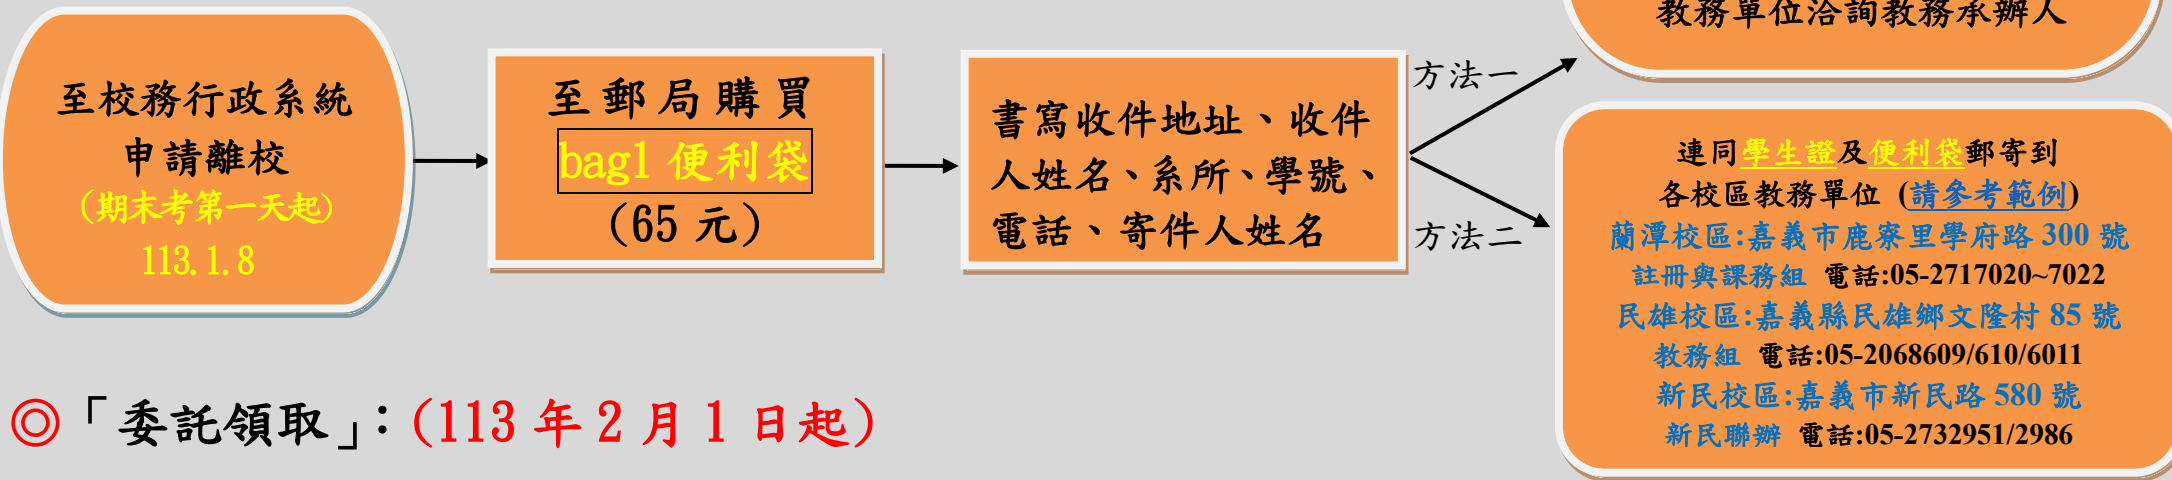 至校務行政系統
申請離校
(期末考第一天起)
113.1.8
至郵局購買
bag1 便利袋
(65 元)
書寫收件地址、收件
人姓名、系所、學號、
電話、寄件人姓名
方法一
教務單位洽詢教務承辦人
方法二
連同學生證及便利袋郵寄到
各校區教務單位 (請參考範例)
蘭潭校區:嘉義市鹿寮里學府路 300 號
註冊與課務組 電話:05-2717020~7022
民雄校區:嘉義縣民雄鄉文隆村 85 號
教務組 電話:05-2068609/610/6011
新民校區:嘉義市新民路 580 號
新民聯辦 電話:05-2732951/2986
◎「委託領取」:(113 年 2 月 1 日起)